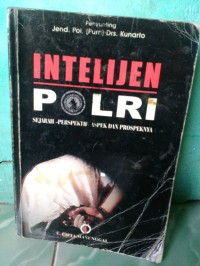 Penyunting
Jend. Pol. (Purn) Drs. Kunarto
INTELIJEN
POLRI
SEJARAH - PERSPEKTIF ASPEK DAN PROSPEKNYA